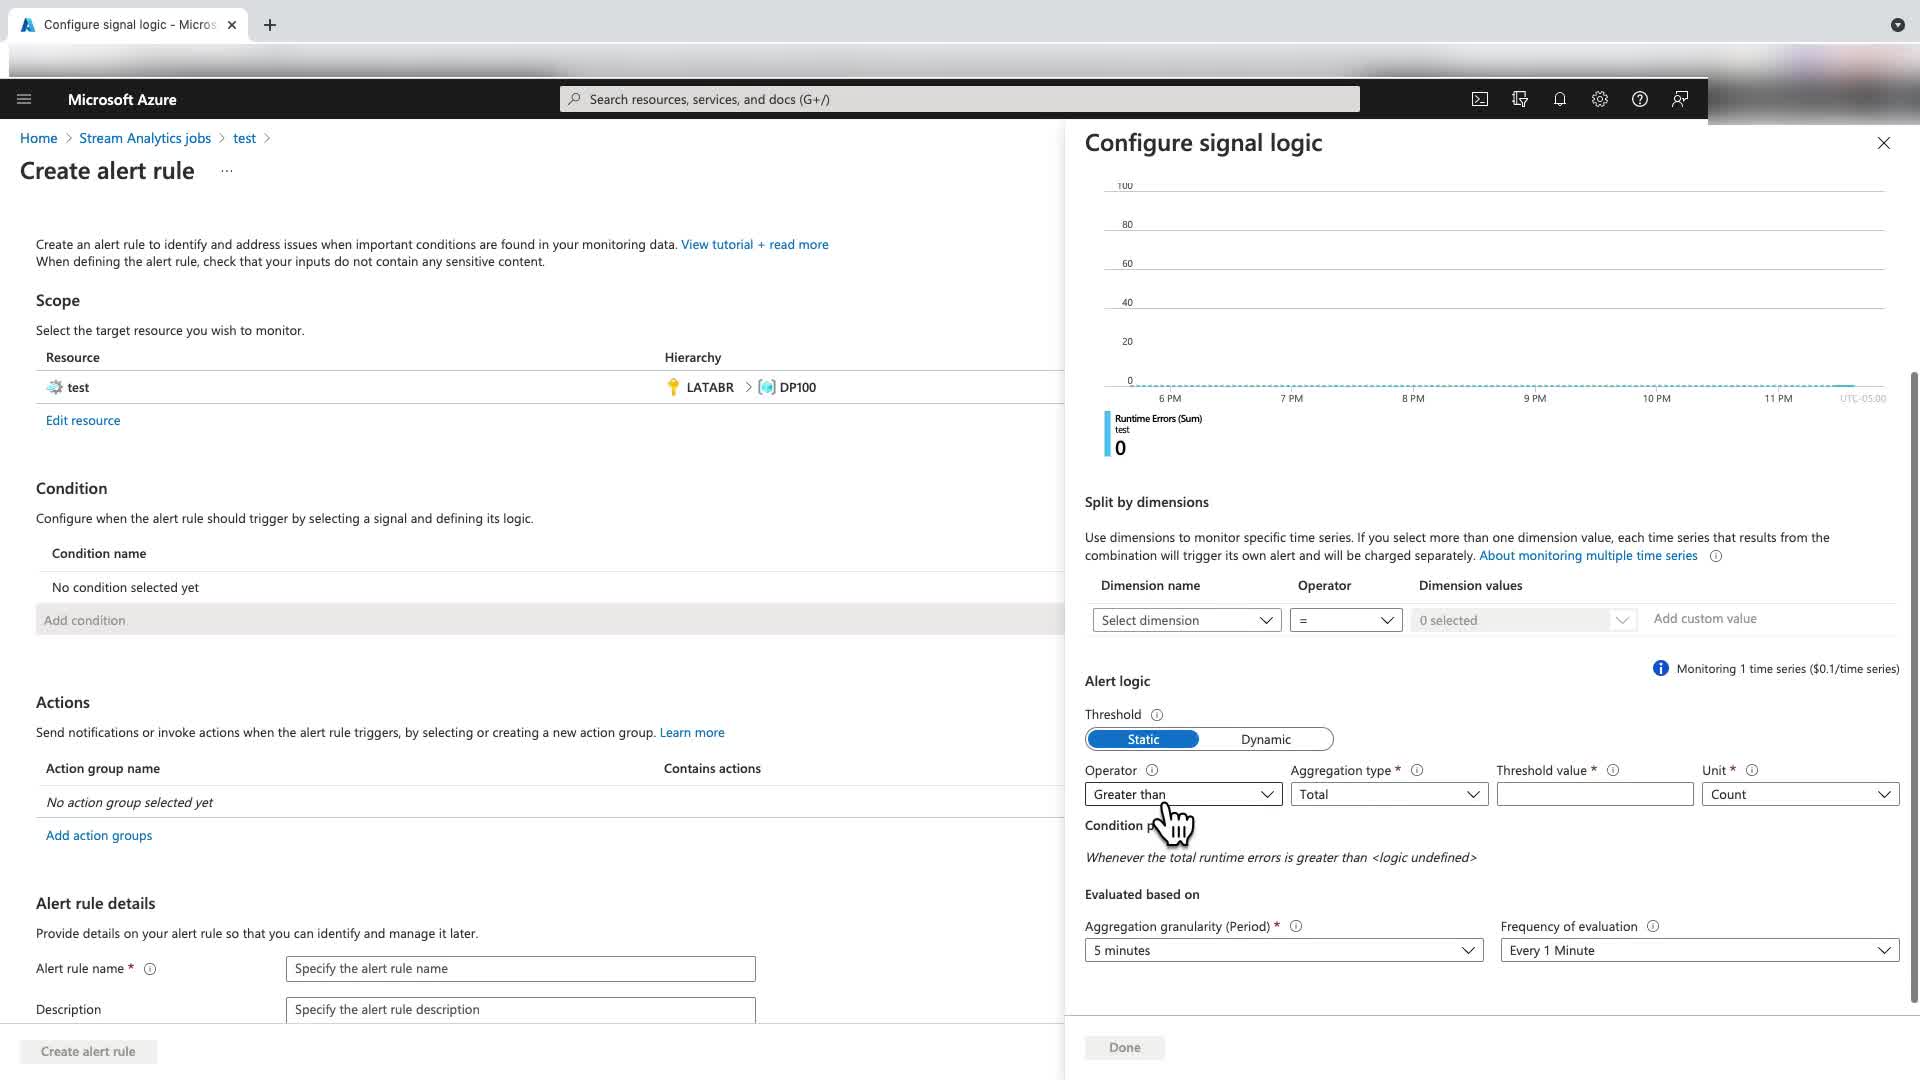 Configure signal logic - Micros
Microsoft Azure
Search resources, services, and docs (G+/)
Home > Stream Analytics jobs > test >
Create alert rule ...
Create an alert rule to identify and address issues when important conditions are found in your monitoring data. View tutorial + read more
When defining the alert rule, check that your inputs do not contain any sensitive content.
Scope
Select the target resource you wish to monitor.
Resource Hierarchy
test LATABR > DP100
Edit resource
Condition
Configure when the alert rule should trigger by selecting a signal and defining its logic.
Condition name
No condition selected yet
Add condition
Actions
Send notifications or invoke actions when the alert rule triggers, by selecting or creating a new action group. Learn more
Action group name Contains actions
No action group selected yet
Add action groups
Alert rule details
Provide details on your alert rule so that you can identify and manage it later.
Alert rule name * Specify the alert rule name
Description Specify the alert rule description
Create alert rule
Configure signal logic
100
80
60
40
20
0
6 PM 7 PM 8 PM 9 PM 10 PM 11 PM UTC-05:00
Runtime Errors (Sum)
test
0
Split by dimensions
Use dimensions to monitor specific time series. If you select more than one dimension value, each time series that results from the
combination will trigger its own alert and will be charged separately. About monitoring multiple time series
Dimension name Operator Dimension values
Select dimension = 0 selected Add custom value
Monitoring 1 time series ($0.1/time series)
Alert logic
Threshold
Static Dynamic
Operator Aggregation type * Threshold value * Unit *
Greater than Total Count
Condition p
Whenever the total runtime errors is greater than <logic undefined>
Evaluated based on
Aggregation granularity (Period) * Frequency of evaluation
5 minutes Every 1 Minute
Done